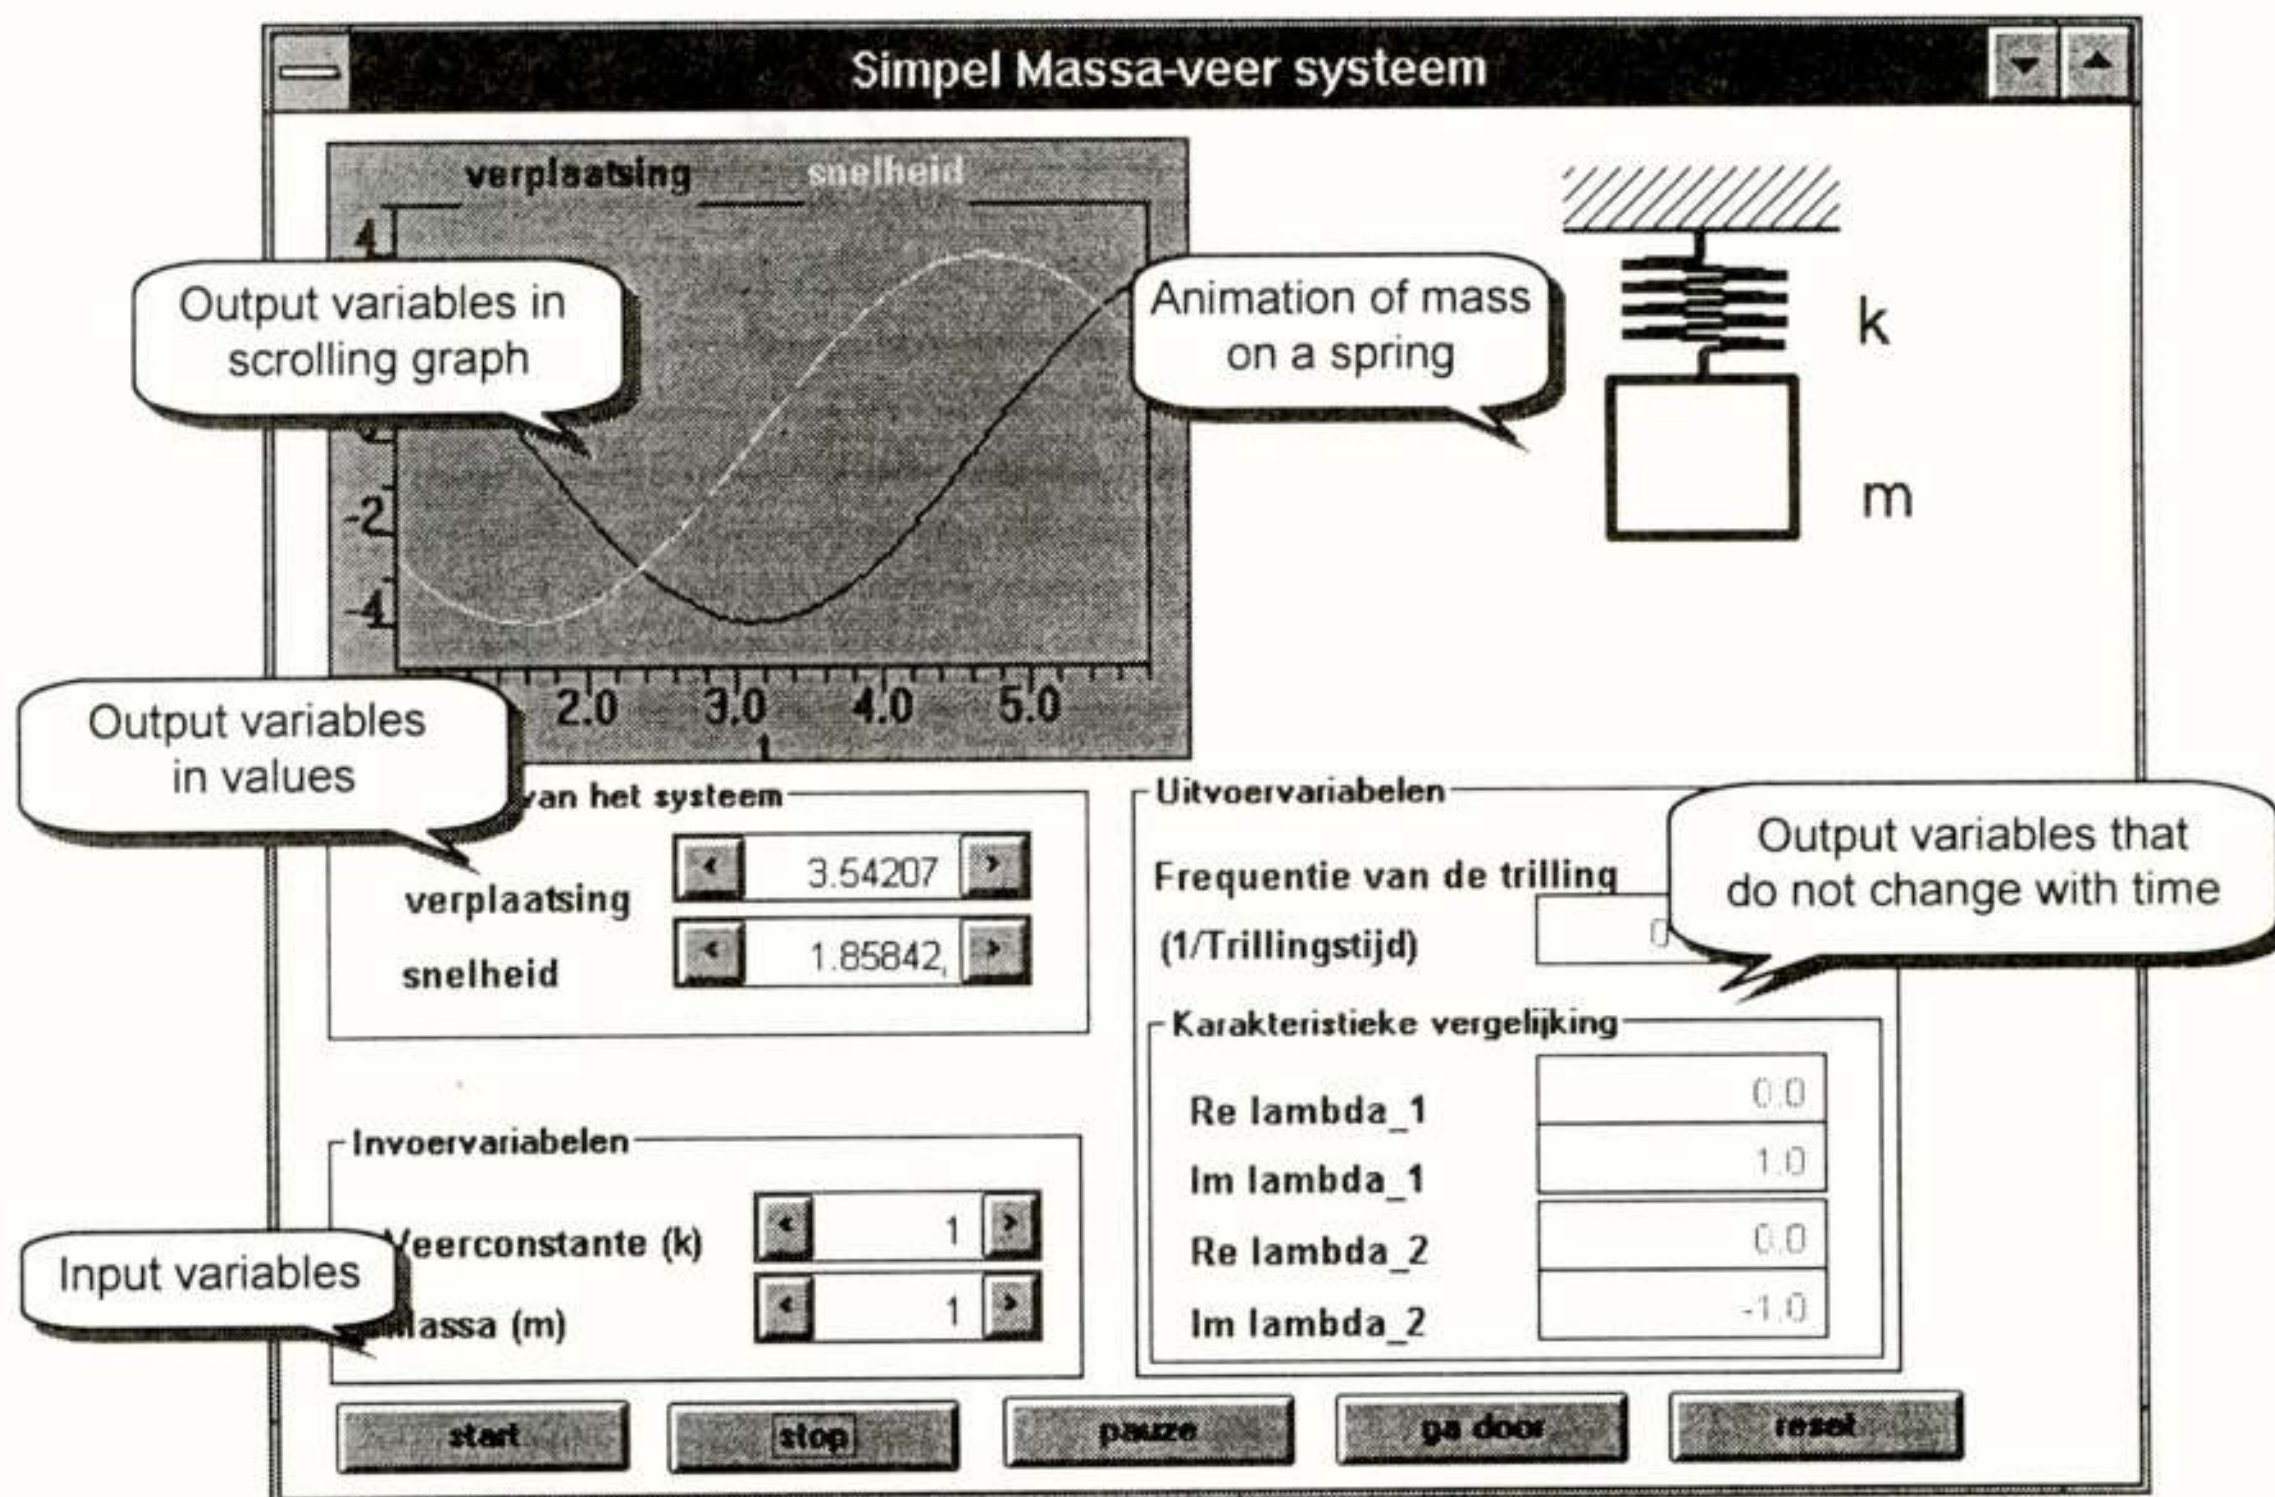 Simpel Massa-veer systeem
verplaatsing snelheid
4
Output variables in
scrolling graph
-2
-4
2.0 3.0 4.0 5.0
Animation of mass
on a spring
k
m
Output variables
in values
van het systeem
verplaatsing 3.54207
snelheid 1.85842
Invoervariabelen
Veerconstante (k) 1
Massa (m) 1
Input variables
Uitvoervariabelen
Frequentie van de trilling
(1/Trillingstijd) 0
Output variables that
do not change with time
Karakteristieke vergelijking
Re lambda_1 0.0
Im lambda_1 1.0
Re lambda_2 0.0
Im lambda_2 -1.0
start stop pauze ga door reset